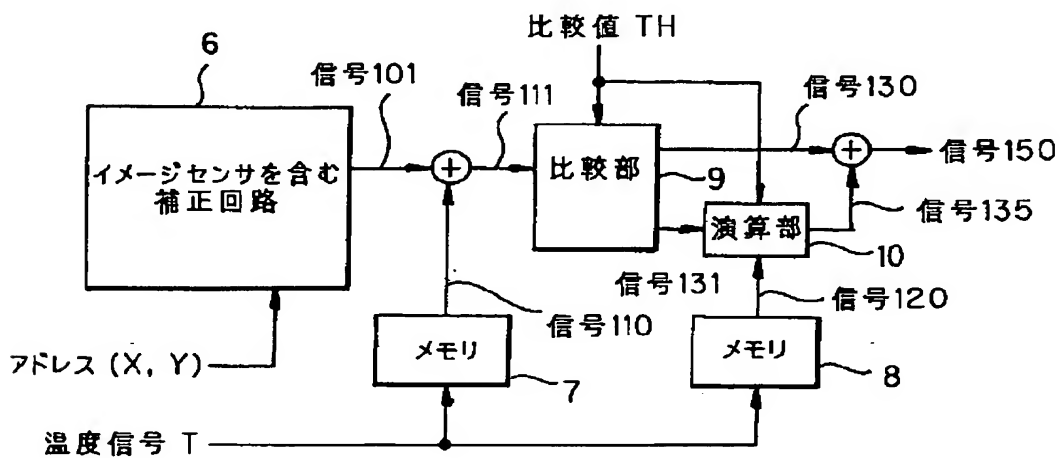 比較値 TH
6
信号101
信号111
信号130
イメージセンサを含む
補正回路
比較部
9
信号150
演算部
10
信号135
信号131
信号110
信号120
アドレス (X, Y)
メモリ
7
メモリ
8
温度信号 T